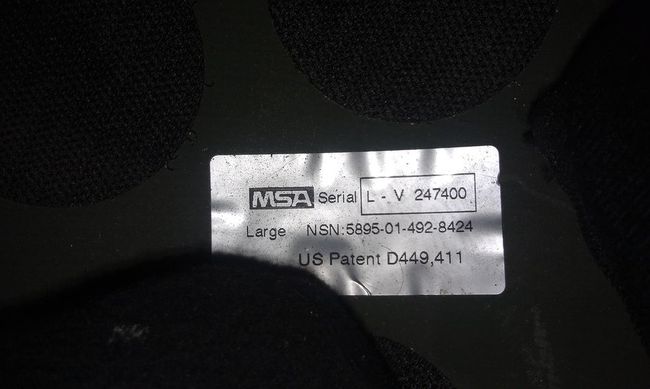 MSA Serial L - V 247400
Large NSN:5895-01-492-8424
US Patent D449,411